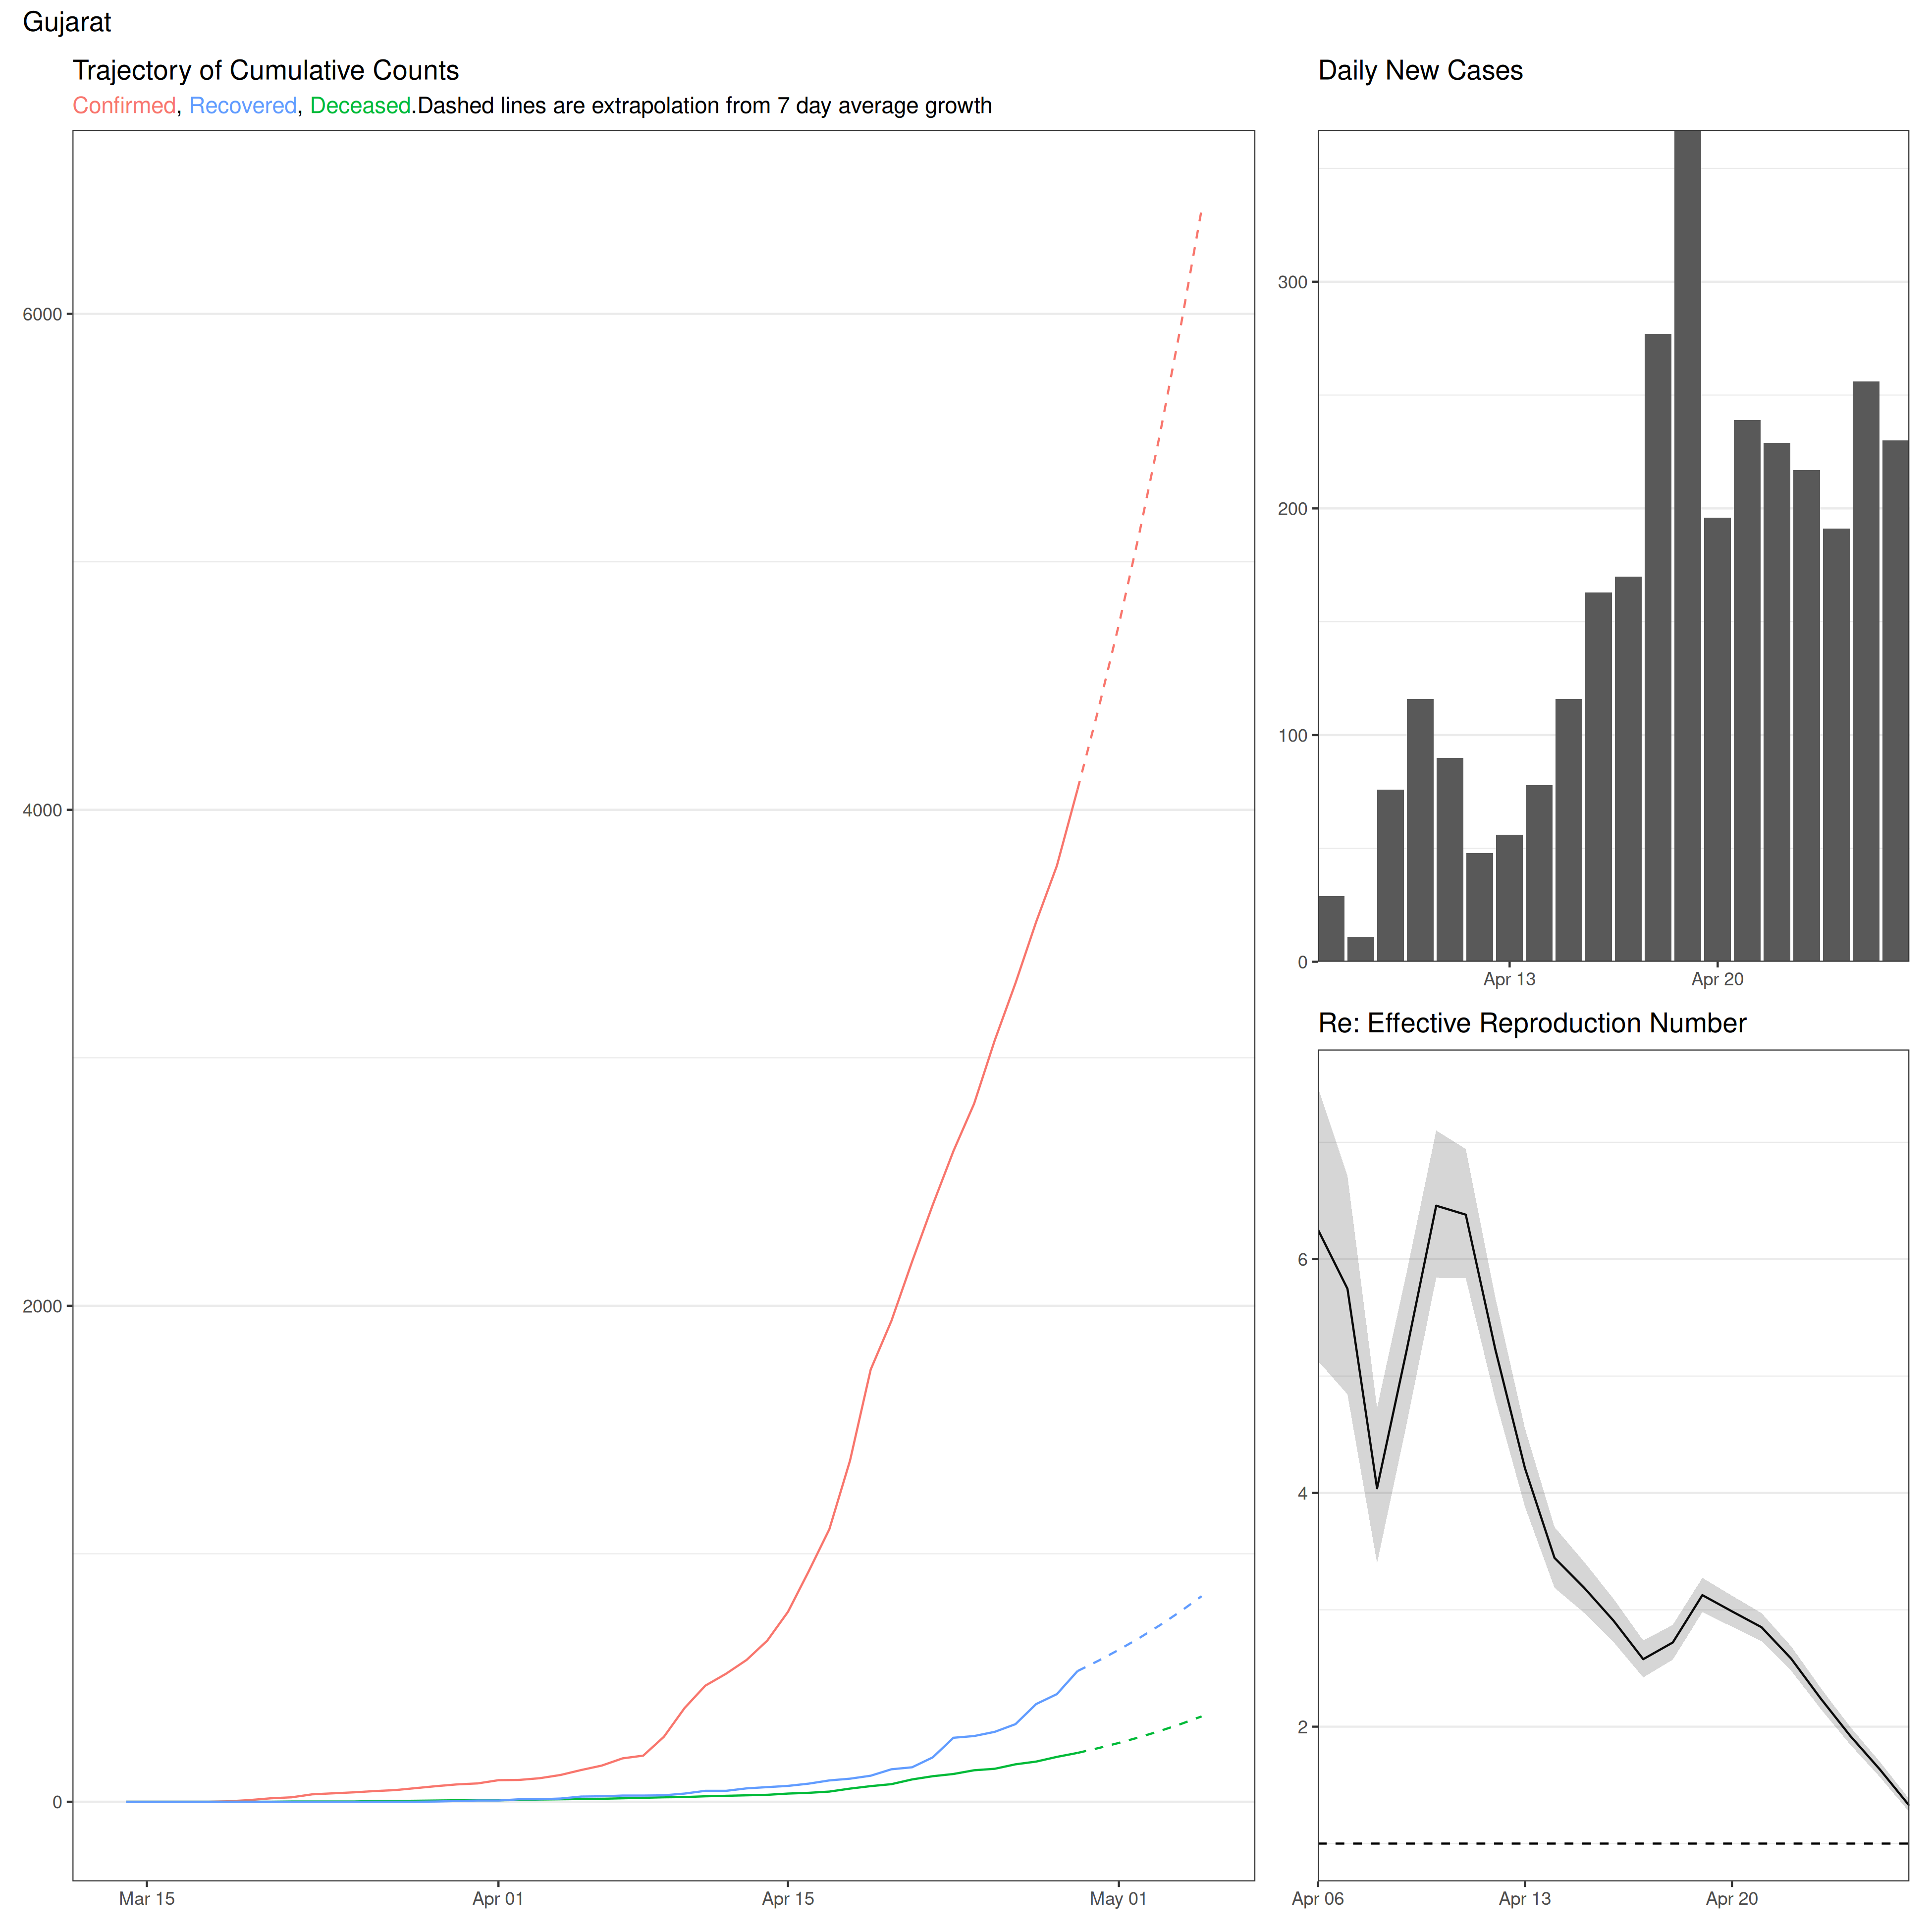 Gujarat
Trajectory of Cumulative Counts
Confirmed, Recovered, Deceased.Dashed lines are extrapolation from 7 day average growth
6000
4000
2000
0
Mar 15
Apr 01
Apr 15
May 01
Daily New Cases
300
200
100
0
Apr 13
Apr 20
Re: Effective Reproduction Number
6
4
2
Apr 06
Apr 13
Apr 20